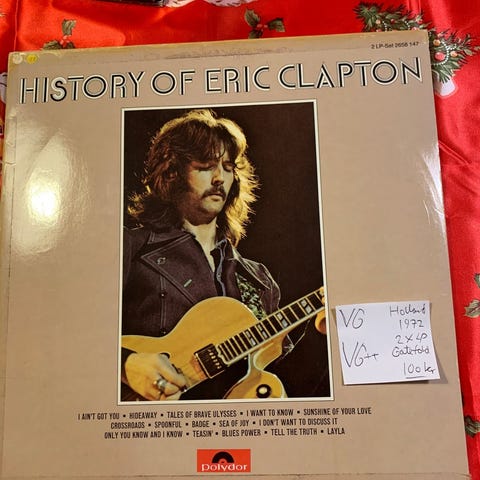 2 LP-Set 2658 147
HISTORY OF ERIC CLAPTON
VG Holland
1972
2 x LP
VG++ Gatefold
100 kr
I AIN'T GOT YOU • HIDEAWAY • TALES OF BRAVE ULYSSES • I WANT TO KNOW • SUNSHINE OF YOUR LOVE
CROSSROADS • SPOONFUL • BADGE • SEA OF JOY • I DON'T WANT TO DISCUSS IT
ONLY YOU KNOW AND I KNOW • TEASIN' • BLUES POWER • TELL THE TRUTH • LAYLA
polydor